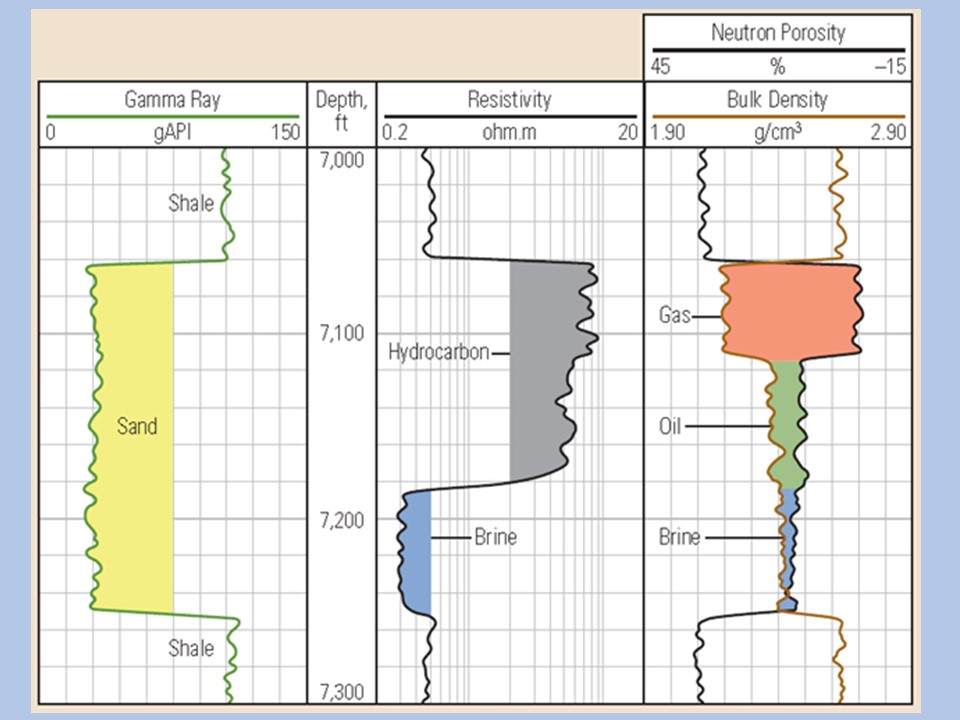 Neutron Porosity
45 % –15
Gamma Ray
0 gAPI 150
Depth,
ft
Resistivity
0.2 ohm.m 20
Bulk Density
1.90 g/cm³ 2.90
7,000
Shale
Gas
7,100
Hydrocarbon
Sand
Oil
7,200
Brine
Brine
Shale
7,300